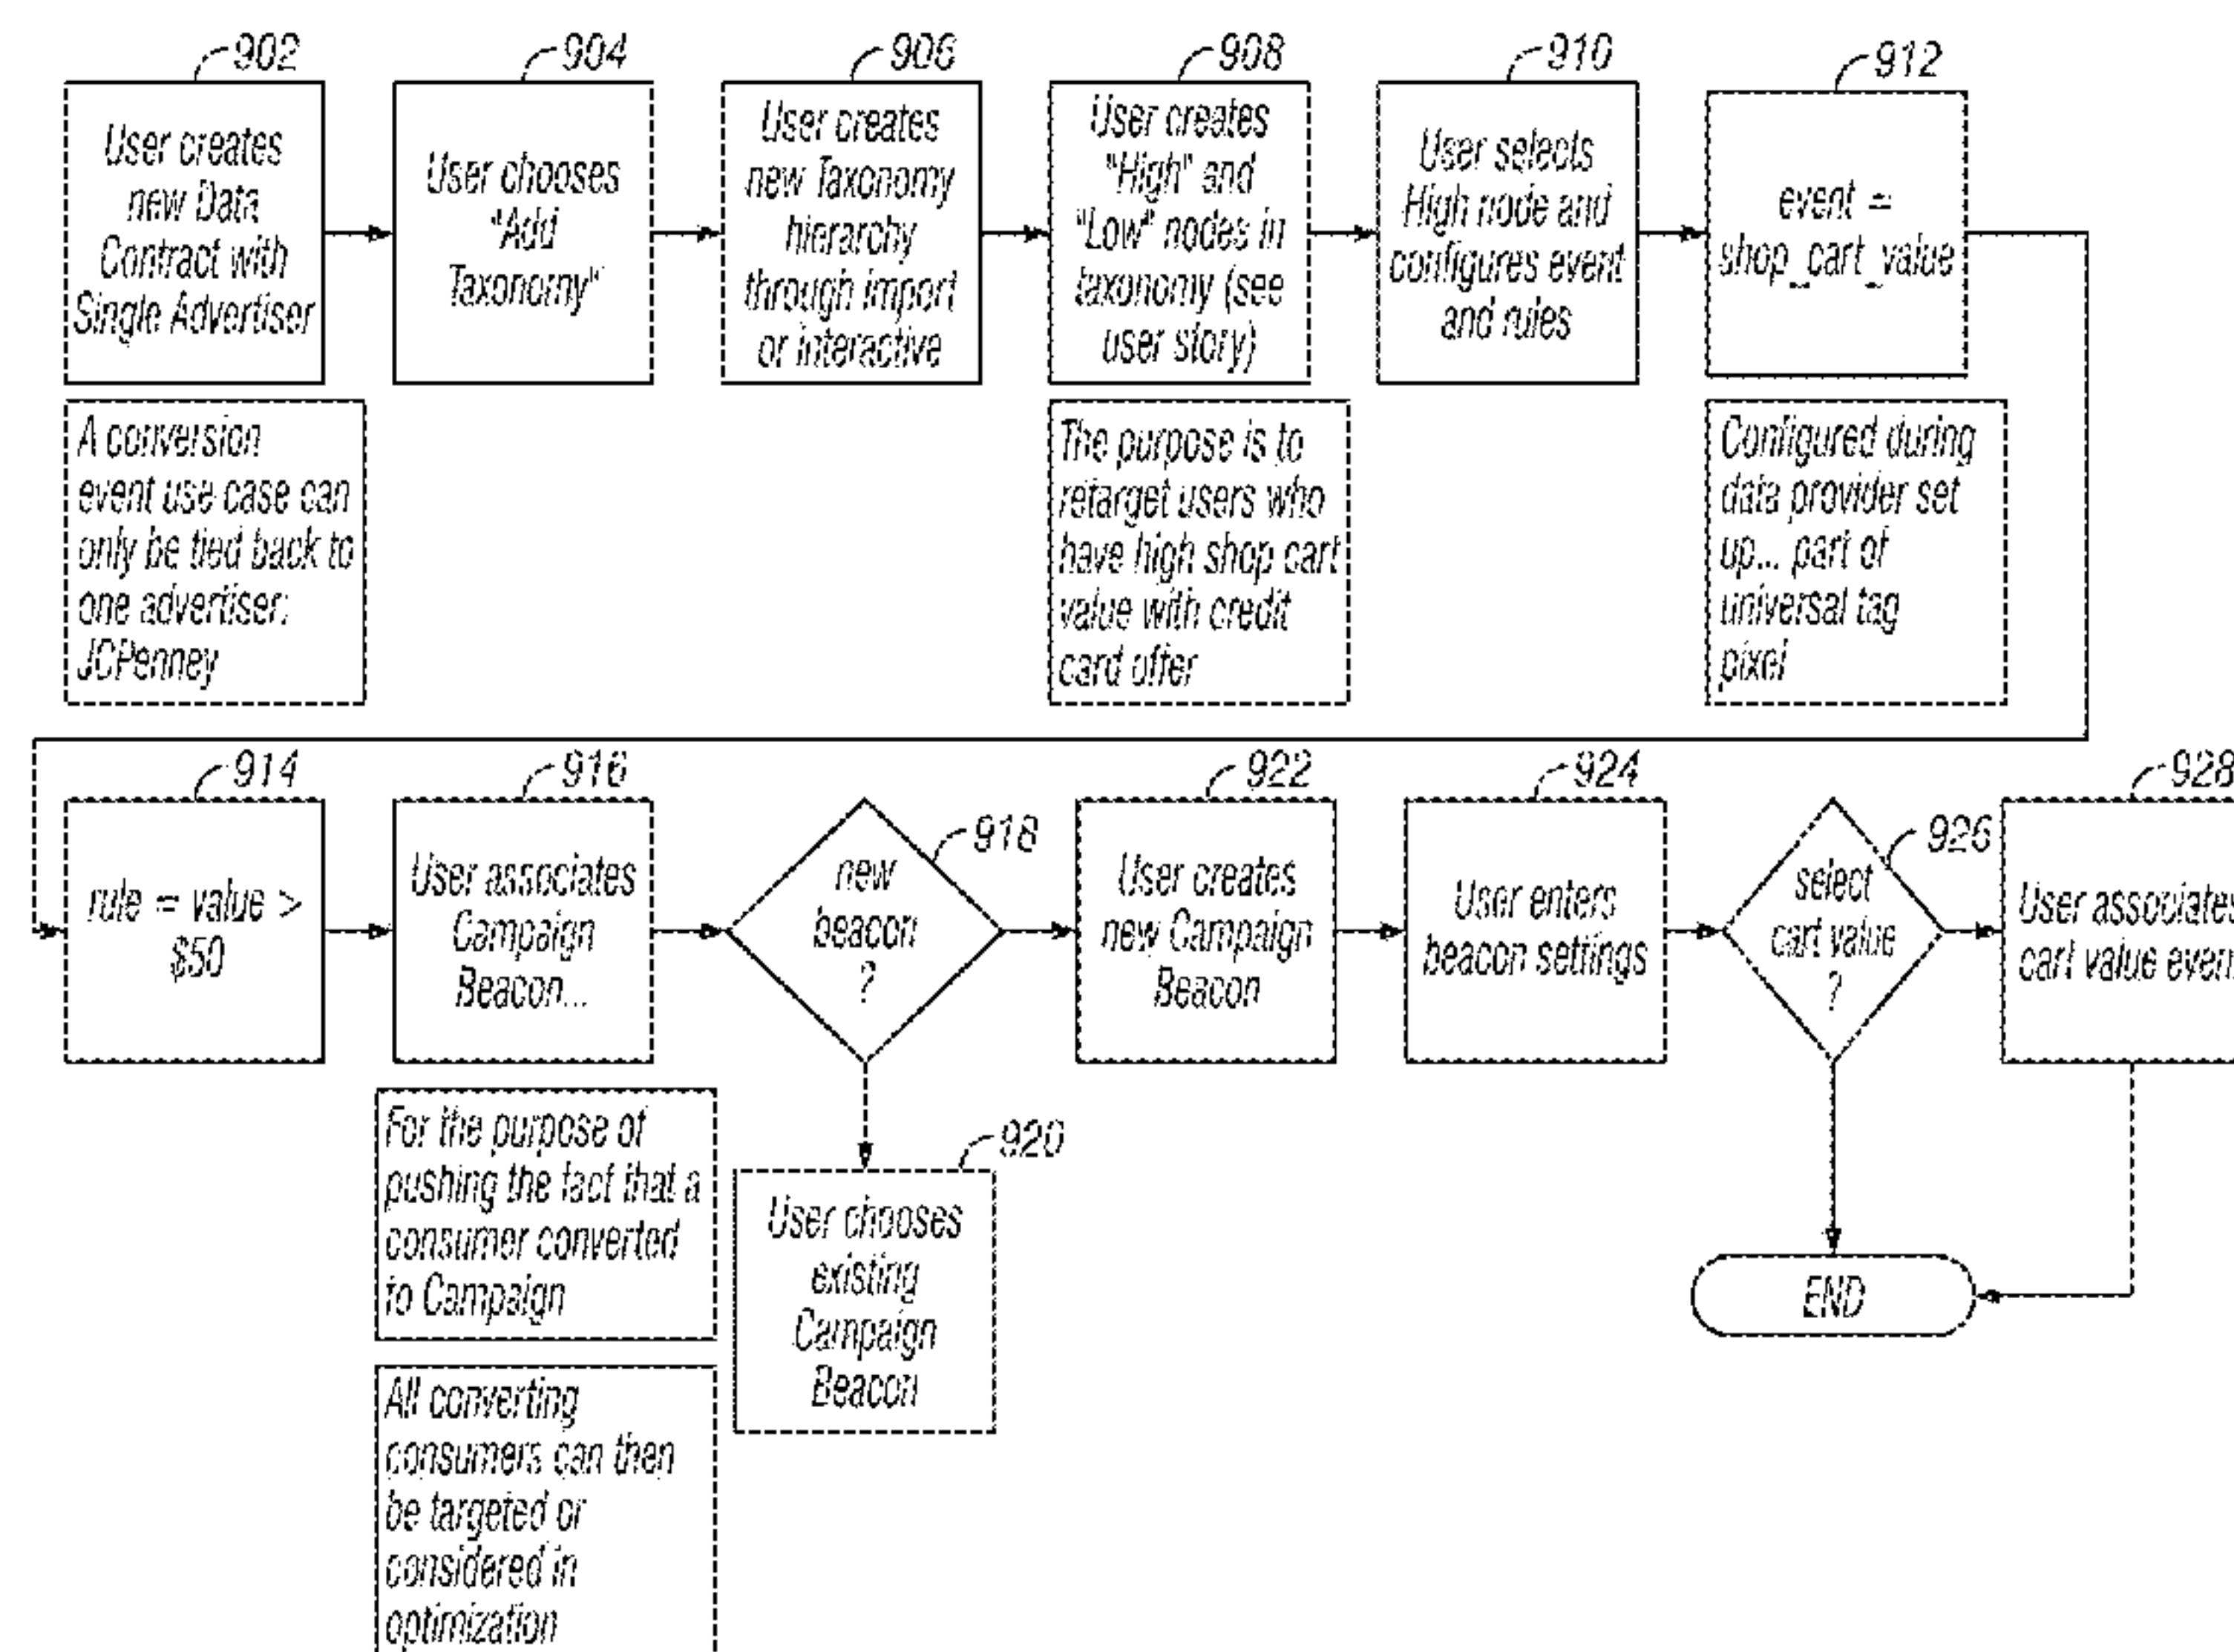 902
User creates
new Data
Contract with
Single Advertiser
904
User chooses
"Add
Taxonomy"
906
User creates
new Taxonomy
hierarchy
through import
or interactive
908
User creates
"High" and
"Low" nodes in
taxonomy (see
user story)
910
User selects
High node and
configures event
and rules
912
event =
shop_cart_value
A conversion
event use case can
only be tied back to
one advertiser:
JCPenney
The purpose is to
retarget users who
have high shop cart
value with credit
card offer
Configured during
data provider set
up... part of
universal tag
pixel
914
rule = value >
$50
916
User associates
Campaign
Beacon...
918
new
beacon
?
922
User creates
new Campaign
Beacon
924
User enters
beacon settings
926
select
cart value
?
928
User associates
cart value even
For the purpose of
pushing the fact that a
consumer converted
to Campaign
920
User chooses
existing
Campaign
Beacon
END
All converting
consumers can then
be targeted or
considered in
optimization